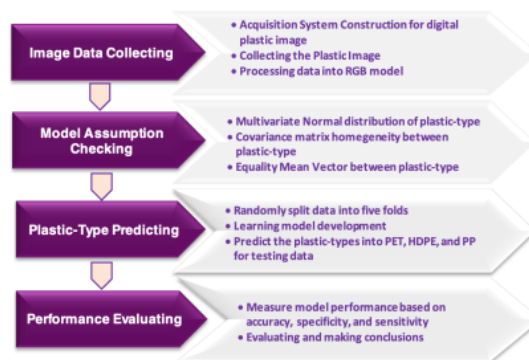 Image Data Collecting
• Acquisition System Construction for digital
plastic image
• Collecting the Plastic Image
• Processing data into RGB model
Model Assumption
Checking
• Multivariate Normal distribution of plastic-type
• Covariance matrix homogeneity between
plastic-type
• Equality Mean Vector between plastic-type
Plastic-Type Predicting
• Randomly split data into five folds
• Learning model development
• Predict the plastic-types into PET, HDPE, and PP
for testing data
Performance Evaluating
• Measure model performance based on
accuracy, specificity, and sensitivity
• Evaluating and making conclusions